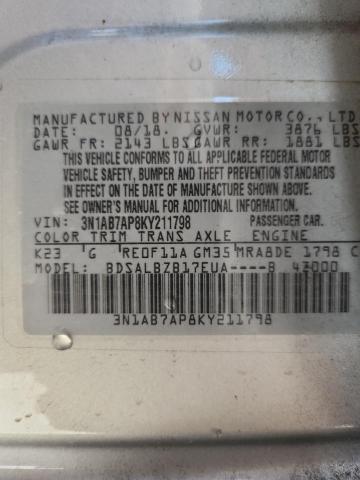 MANUFACTURED BY NISSAN MOTOR CO., LTD
DATE: 08/18. GVWR: 3876 LBS
GAWR FR: 2143 LBS GAWR RR: 1881 LBS
THIS VEHICLE CONFORMS TO ALL APPLICABLE FEDERAL MOTOR
VEHICLE SAFETY, BUMPER AND THEFT PREVENTION STANDARDS
IN EFFECT ON THE DATE OF MANUFACTURE SHOWN ABOVE.
SEE OWNER'S MANUAL FOR ADDITIONAL INFORMATION.
VIN: 3N1AB7AP8KY211798 PASSENGER CAR.
COLOR TRIM TRANS AXLE ENGINE
K23 G RE0F11A GM35 MRA8DE 1798 C
MODEL: BDSALBZB17EUA----B
3N1AB7AP8KY211798